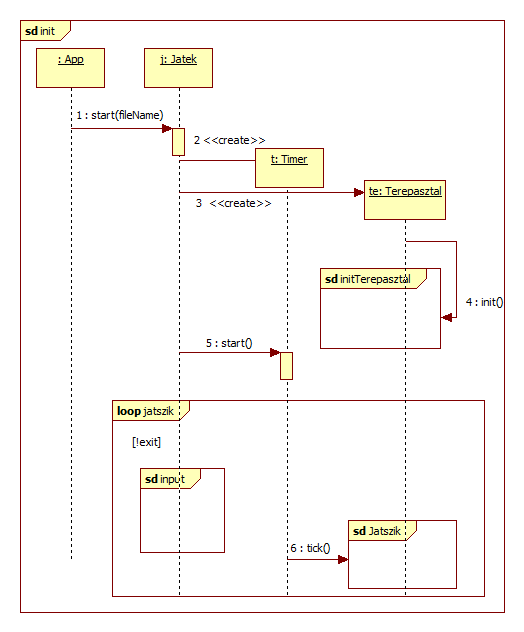 sd init
: App
j: Jatek
1 : start(fileName)
2 <<create>>
t: Timer
te: Terepasztal
3 <<create>>
sd initTerepasztal
4 : init()
5 : start()
loop jatszik
[!exit]
sd input
sd Jatszik
6 : tick()